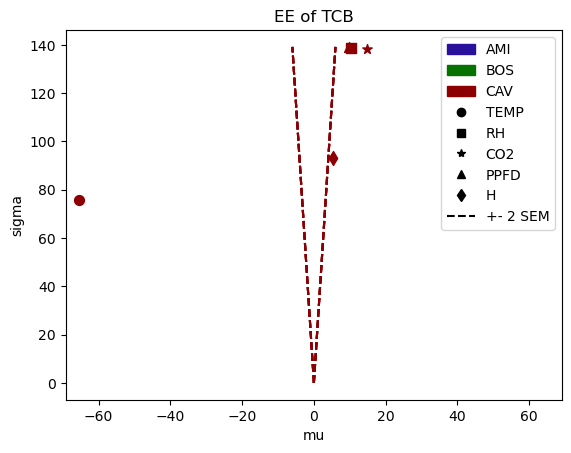 EE of TCB
140
120
100
80
60
40
20
0
sigma
−60
−40
−20
0
20
40
60
mu
AMI
BOS
CAV
TEMP
RH
CO2
PPFD
H
+- 2 SEM